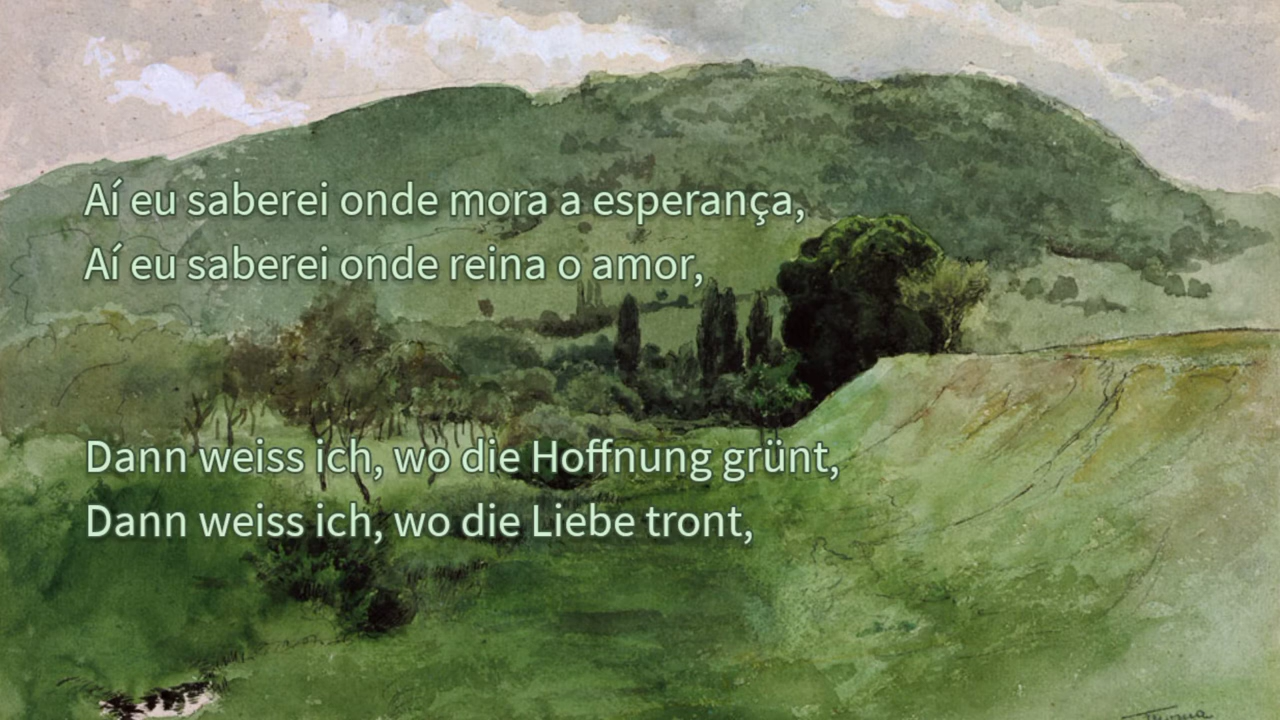 Aí eu saberei onde mora a esperança,
Aí eu saberei onde reina o amor,
Dann weiss ich, wo die Hoffnung grünt,
Dann weiss ich, wo die Liebe tront,